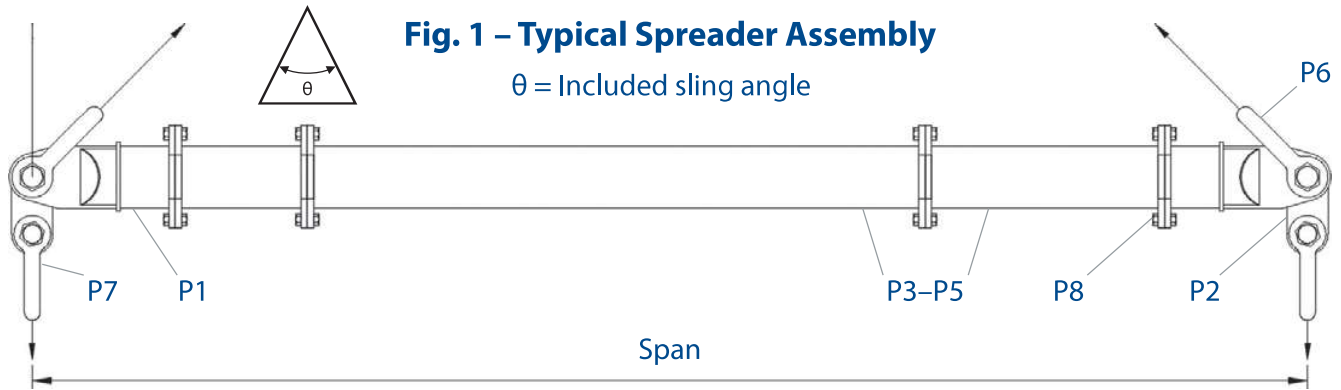 Fig. 1 – Typical Spreader Assembly
θ = Included sling angle
θ
P6
P7
P1
P3–P5
P8
P2
Span